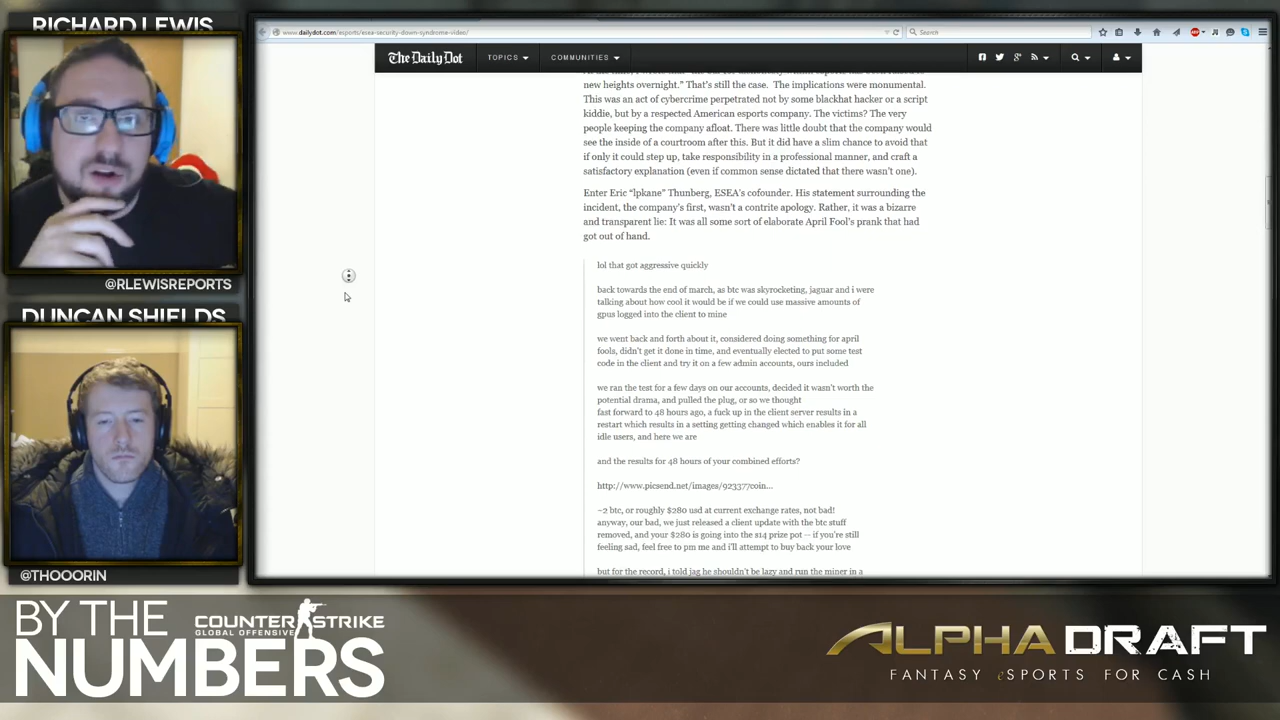 RICHARD LEWIS
@RLEWISREPORTS
DUNCAN SHIELDS
@THOOORIN
www.dailydot.com/esports/esea-security-down-syndrome-video/
Search
The Daily Dot
TOPICS
COMMUNITIES
new heights overnight." That's still the case. The implications were monumental.
This was an act of cybercrime perpetrated not by some blackhat hacker or a script
kiddie, but by a respected American esports company. The victims? The very
people keeping the company afloat. There was little doubt that the company would
see the inside of a courtroom after this. But it did have a slim chance to avoid that
if only it could step up, take responsibility in a professional manner, and craft a
satisfactory explanation (even if common sense dictated that there wasn't one).
Enter Eric "lpkane" Thunberg, ESEA's cofounder. His statement surrounding the
incident, the company's first, wasn't a contrite apology. Rather, it was a bizarre
and transparent lie: It was all some sort of elaborate April Fool's prank that had
got out of hand.
lol that got aggressive quickly
back towards the end of march, as btc was skyrocketing, jaguar and i were
talking about how cool it would be if we could use massive amounts of
gpus logged into the client to mine
we went back and forth about it, considered doing something for april
fools, didn't get it done in time, and eventually elected to put some test
code in the client and try it on a few admin accounts, ours included
we ran the test for a few days on our accounts, decided it wasn't worth the
potential drama, and pulled the plug, or so we thought
fast forward to 48 hours ago, a fuck up in the client server results in a
restart which results in a setting getting changed which enables it for all
idle users, and here we are
and the results for 48 hours of your combined efforts?
http://www.picsend.net/images/923377coin...
~2 btc, or roughly $280 usd at current exchange rates, not bad!
anyway, our bad, we just released a client update with the btc stuff
removed, and your $280 is going into the s14 prize pot -- if you're still
feeling sad, feel free to pm me and i'll attempt to buy back your love
but for the record, i told jag he shouldn't be lazy and run the miner in a
BY THE
NUMBERS
COUNTER STRIKE
GLOBAL OFFENSIVE
ALPHADRAFT
FANTASY eSPORTS FOR CASH